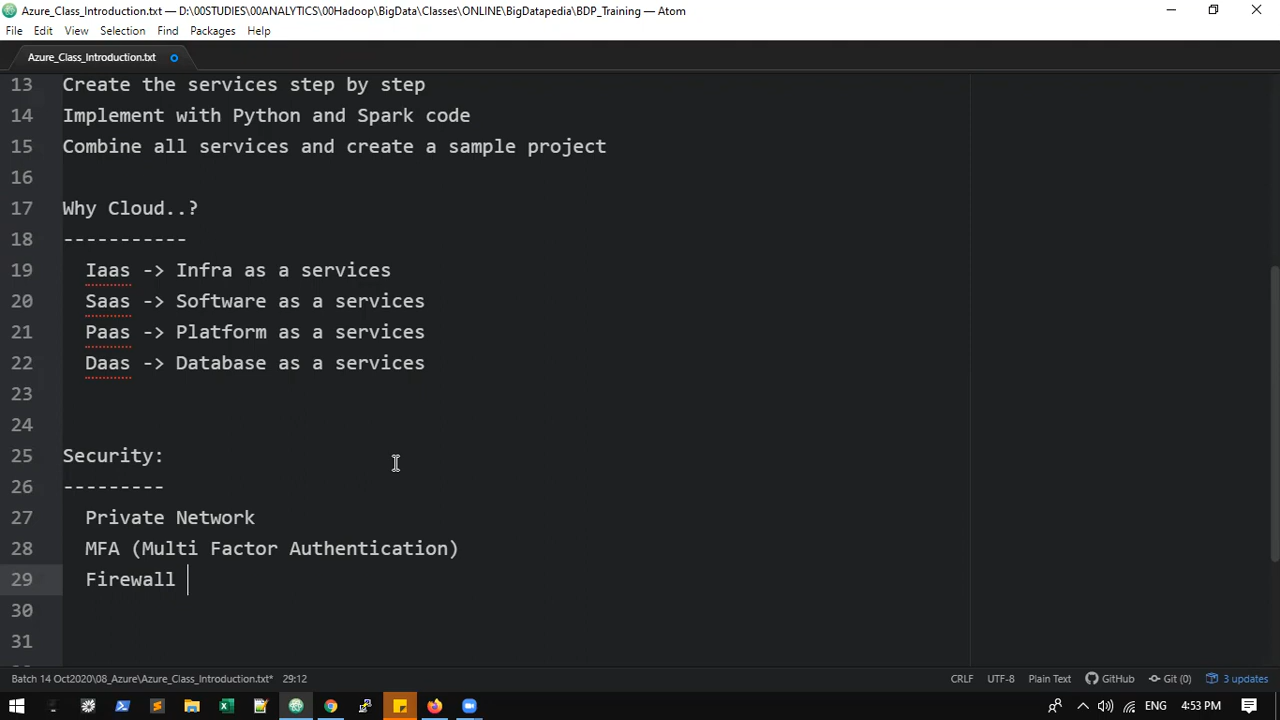 Azure_Class_Introduction.txt — D:\00STUDIES\00ANALYTICS\00Hadoop\BigData\Classes\ONLINE\BigDatapedia\BDP_Training — Atom
File Edit View Selection Find Packages Help
Azure_Class_Introduction.txt
13 Create the services step by step
14 Implement with Python and Spark code
15 Combine all services and create a sample project
16
17 Why Cloud..?
18 -----------
19 Iaas -> Infra as a services
20 Saas -> Software as a services
21 Paas -> Platform as a services
22 Daas -> Database as a services
23
24
25 Security:
26 ---------
27 Private Network
28 MFA (Multi Factor Authentication)
29 Firewall
30
31
Batch 14 Oct2020\08_Azure\Azure_Class_Introduction.txt* 29:12 CRLF UTF-8 Plain Text GitHub Git (0) 3 updates
ENG 4:53 PM